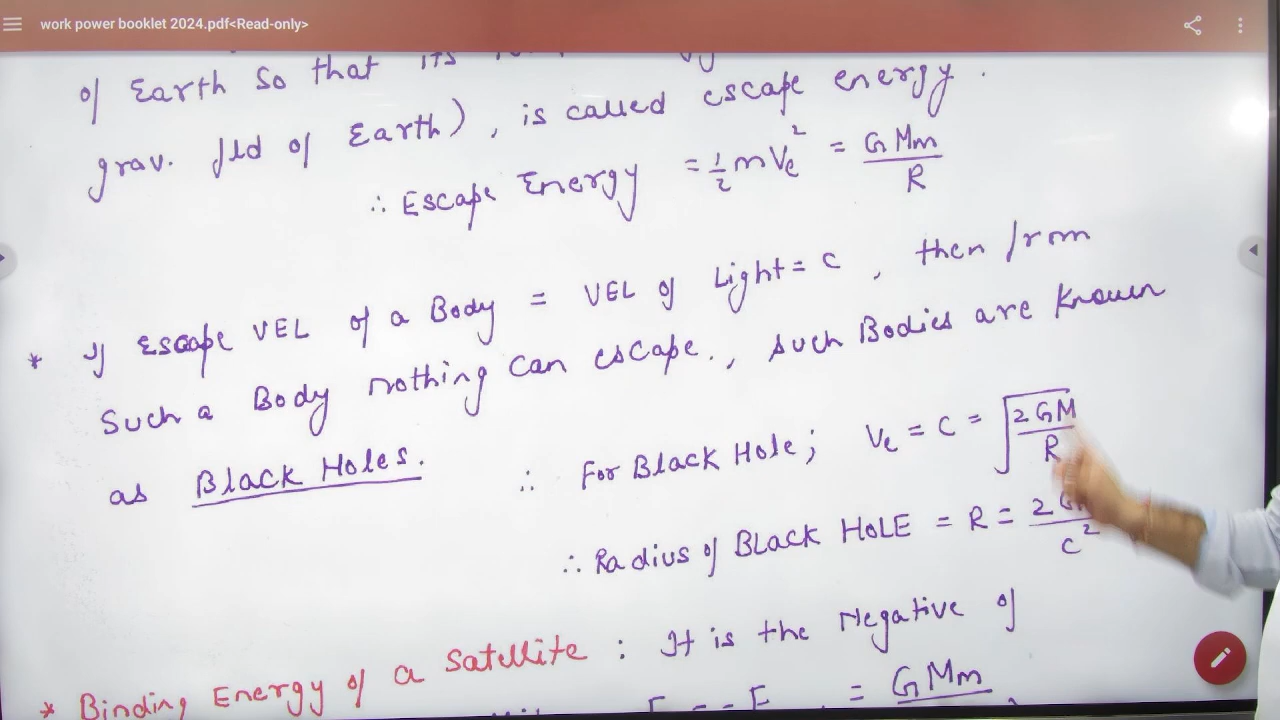 work power booklet 2024.pdf<Read-only>
of Earth So that its
grav. fld of Earth), is called escape energy.
∴ Escape Energy = 1/2 mVe² = GMm/R
* If Escape VEL of a Body = VEL of Light = C, then from
Such a Body nothing can escape., such Bodies are known
as Black Holes. ∴ For Black Hole; Ve = C = √(2GM/R)
∴ Radius of BLACK HOLE = R = 2G /C²
* Binding Energy of a Satellite : It is the Negative of
= GMm